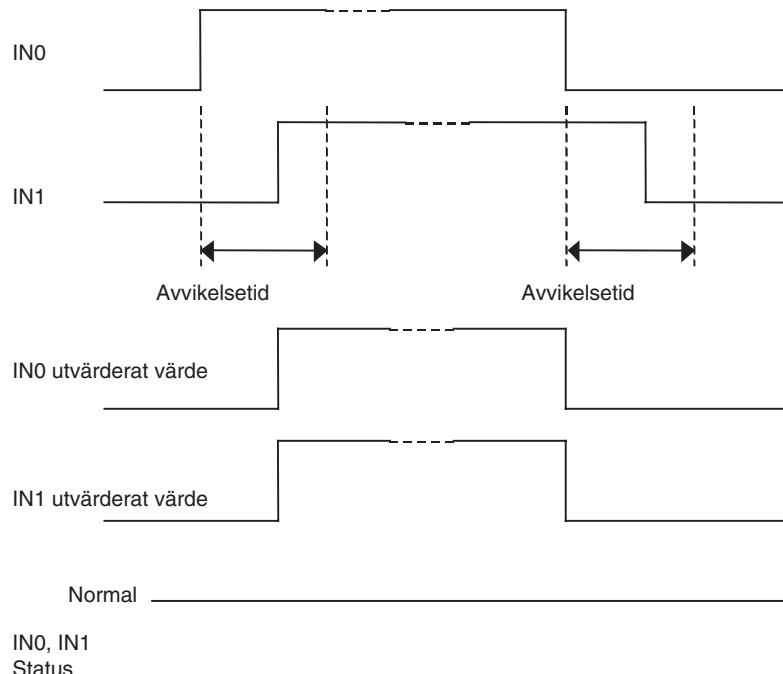 IN0
IN1
Avvikelsetid Avvikelsetid
IN0 utvärderat värde
IN1 utvärderat värde
Normal
IN0, IN1
Status